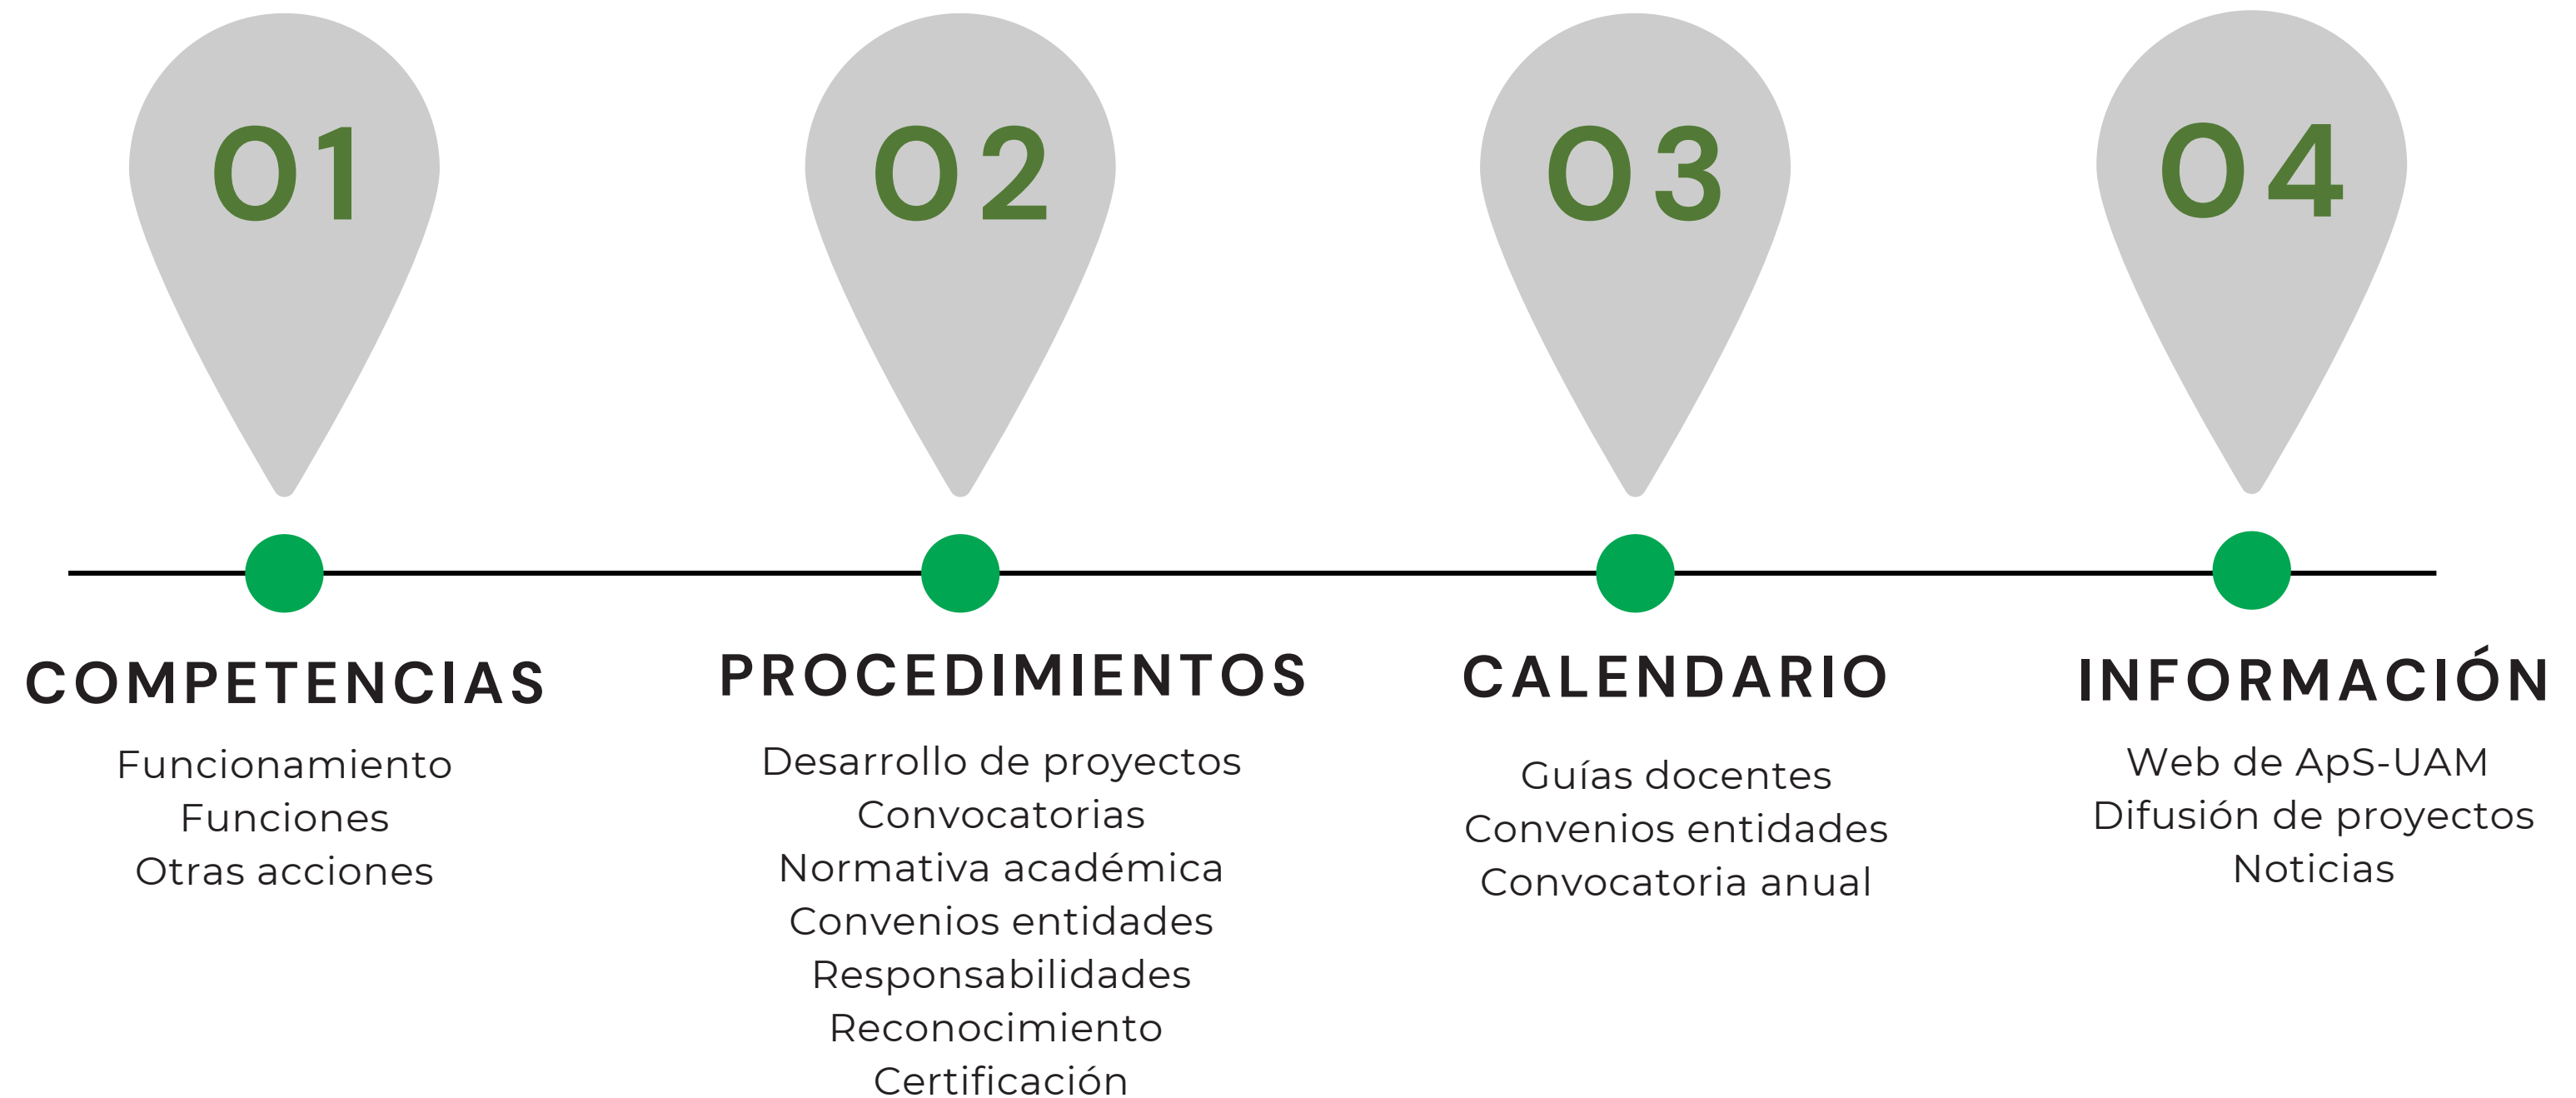 01
COMPETENCIAS
Funcionamiento
Funciones
Otras acciones
02
PROCEDIMIENTOS
Desarrollo de proyectos
Convocatorias
Normativa académica
Convenios entidades
Responsabilidades
Reconocimiento
Certificación
03
CALENDARIO
Guías docentes
Convenios entidades
Convocatoria anual
04
INFORMACIÓN
Web de ApS-UAM
Difusión de proyectos
Noticias